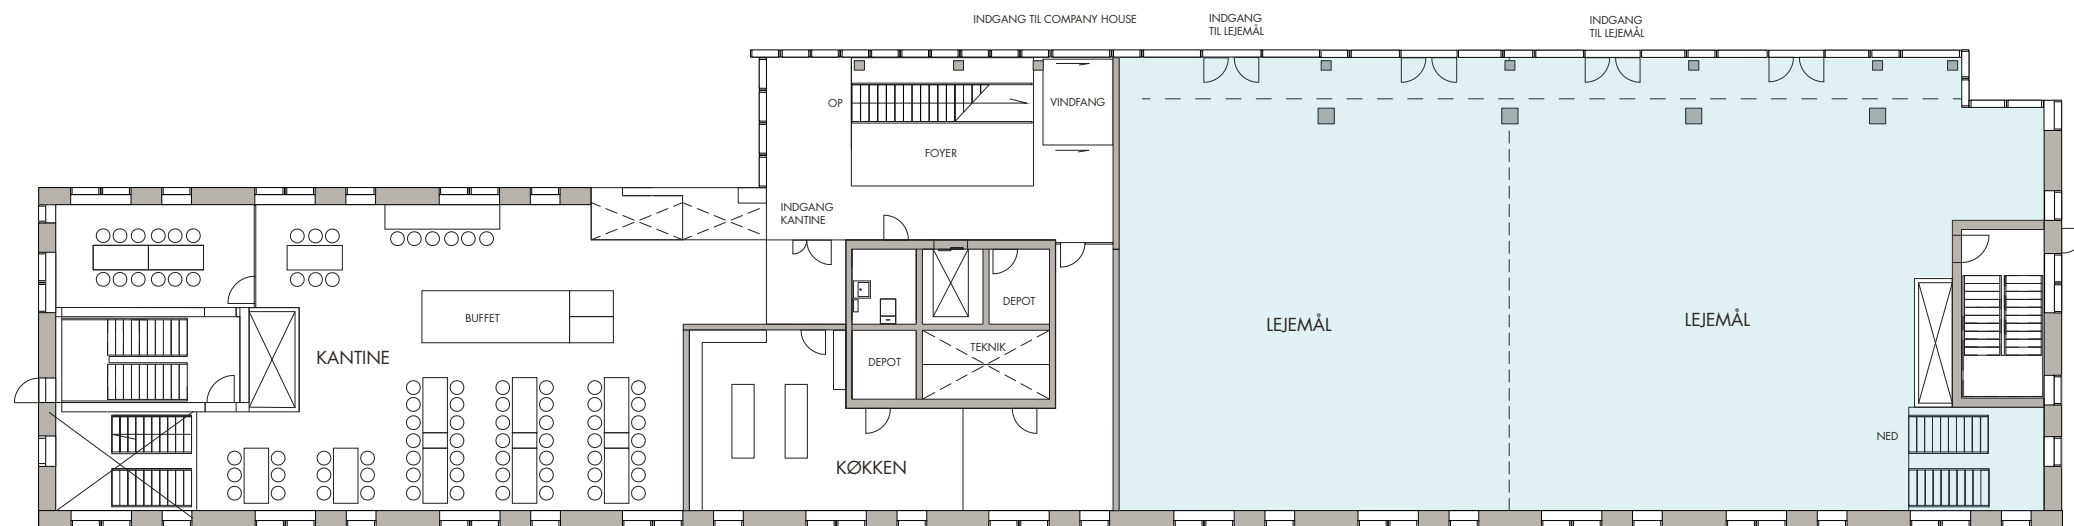 INDGANG TIL COMPANY HOUSE
INDGANG
TIL LEJEMÅL
INDGANG
TIL LEJEMÅL
OP
VINDFANG
FOYER
INDGANG
KANTINE
DEPOT
BUFFET
LEJEMÅL
LEJEMÅL
KANTINE
TEKNIK
DEPOT
NED
KØKKEN